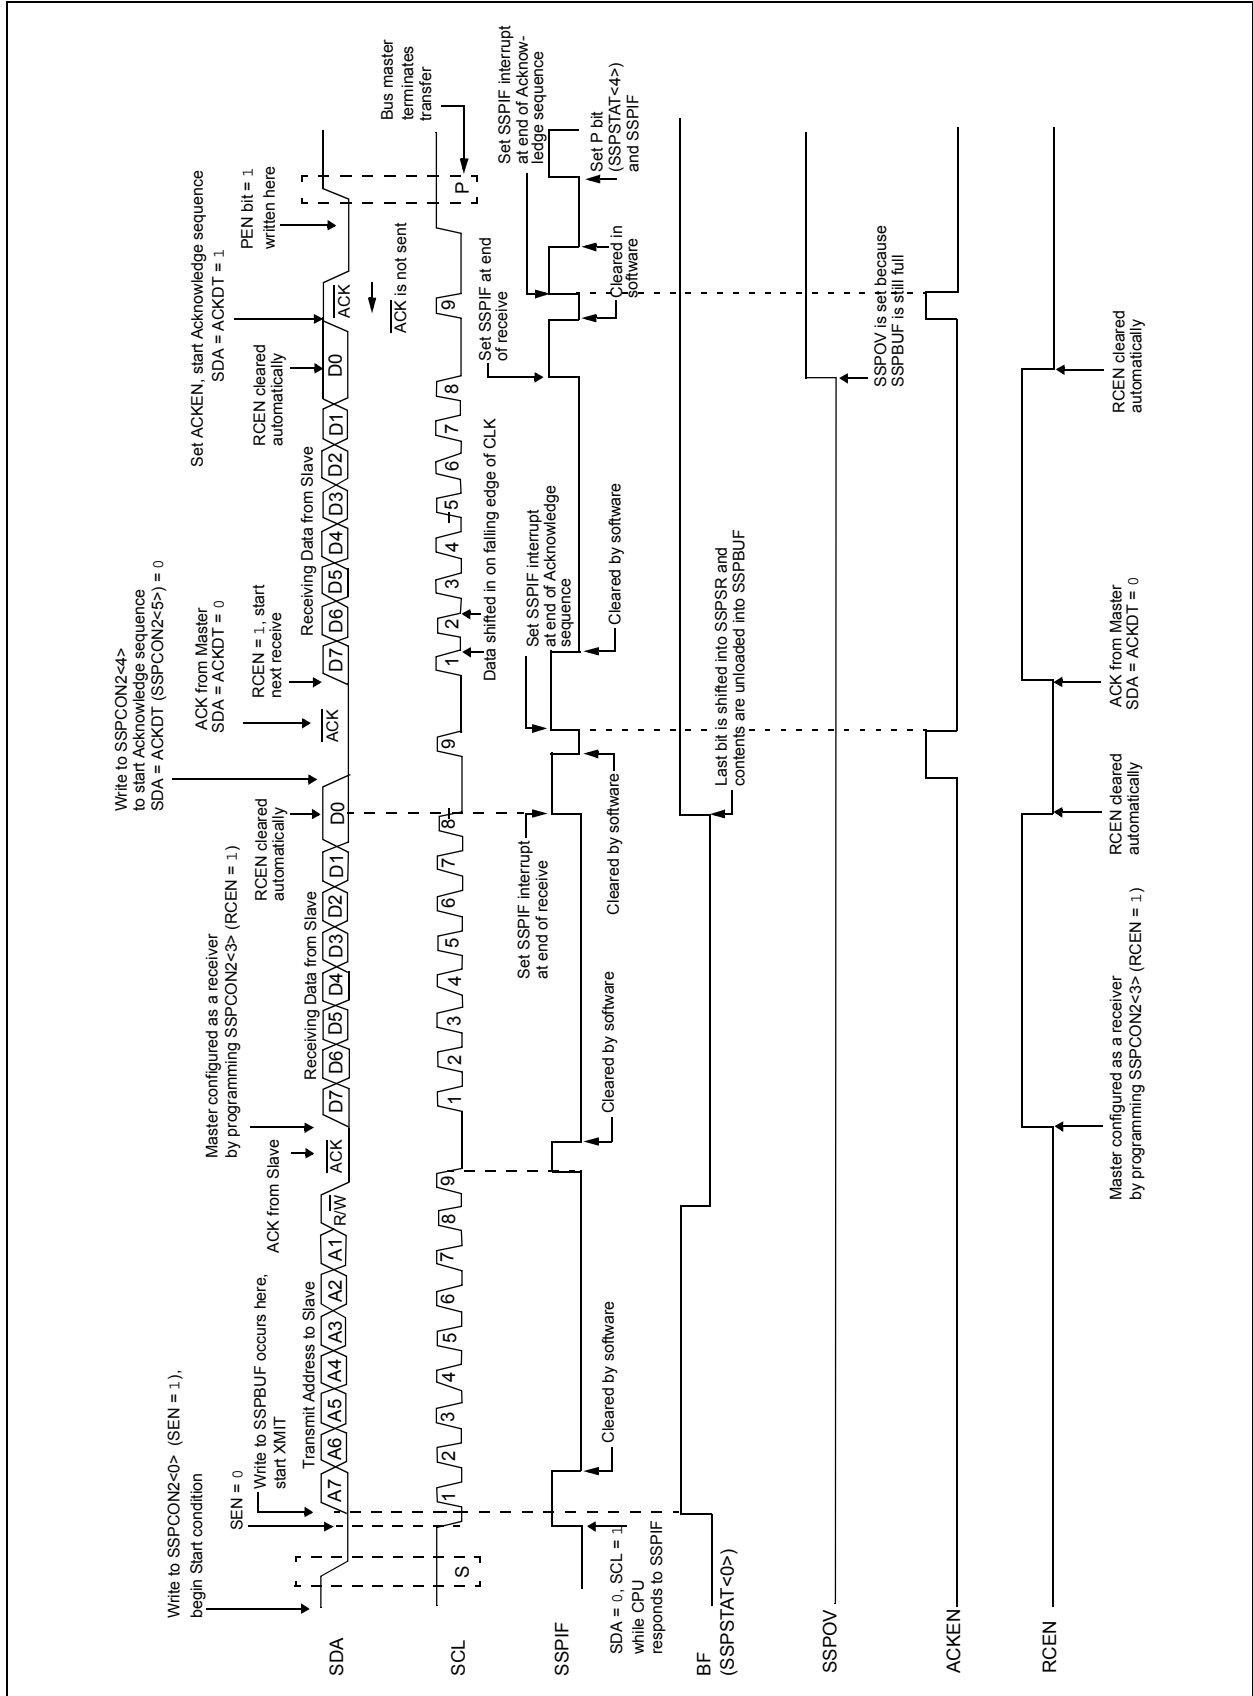 Write to SSPCON2<0> (SEN = 1),
begin Start condition
SEN = 0
Write to SSPBUF occurs here,
start XMIT
Transmit Address to Slave
ACK from Slave
Master configured as a receiver
by programming SSPCON2<3> (RCEN = 1)
Receiving Data from Slave
RCEN cleared
automatically
Write to SSPCON2<4>
to start Acknowledge sequence
SDA = ACKDT (SSPCON2<5>) = 0
ACK from Master
SDA = ACKDT = 0
RCEN = 1, start
next receive
Receiving Data from Slave
RCEN cleared
automatically
Set ACKEN, start Acknowledge sequence
SDA = ACKDT = 1
PEN bit = 1
written here
SDA
A7 A6 A5 A4 A3 A2 A1 R/W ACK D7 D6 D5 D4 D3 D2 D1 D0 ACK D7 D6 D5 D4 D3 D2 D1 D0 ACK
ACK is not sent
Bus master
terminates
transfer
SCL
S 1 2 3 4 5 6 7 8 9 1 2 3 4 5 6 7 8 9 1 2 3 4 5 6 7 8 9 P
Data shifted in on falling edge of CLK
Set SSPIF interrupt
at end of receive
Set SSPIF interrupt
at end of Acknowledge
sequence
Set SSPIF at end
of receive
Set SSPIF interrupt
at end of Acknow-
ledge sequence
SSPIF
SDA = 0, SCL = 1
while CPU
responds to SSPIF
Cleared by software
Cleared by software
Cleared by software
Cleared by software
Cleared in
software
Set P bit
(SSPSTAT<4>)
and SSPIF
BF
(SSPSTAT<0>)
Last bit is shifted into SSPSR and
contents are unloaded into SSPBUF
SSPOV
SSPOV is set because
SSPBUF is still full
ACKEN
RCEN
Master configured as a receiver
by programming SSPCON2<3> (RCEN = 1)
RCEN cleared
automatically
ACK from Master
SDA = ACKDT = 0
RCEN cleared
automatically